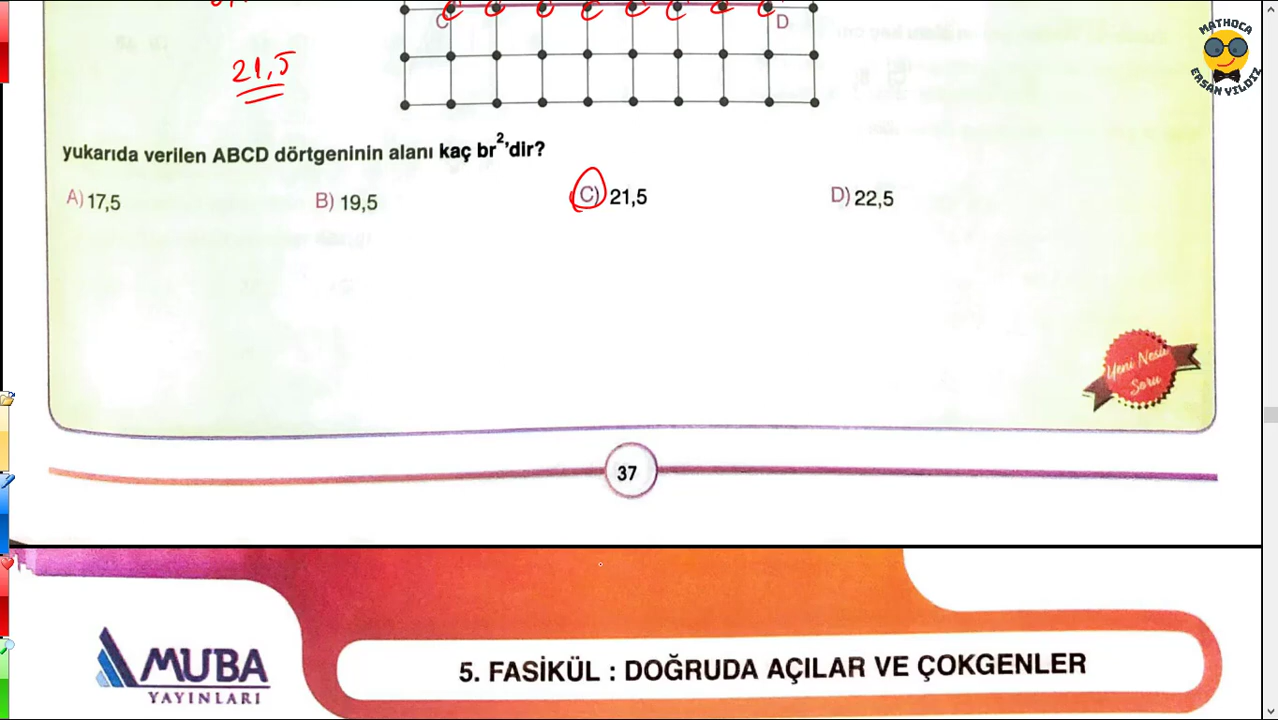 C D
21,5
yukarıda verilen ABCD dörtgeninin alanı kaç br²'dir?
A) 17,5 B) 19,5 C) 21,5 D) 22,5
MATHOCA
ERSAN YILDIZ
Yeni Nesil
Soru
37
MUBA
YAYINLARI
5. FASİKÜL : DOĞRUDA AÇILAR VE ÇOKGENLER